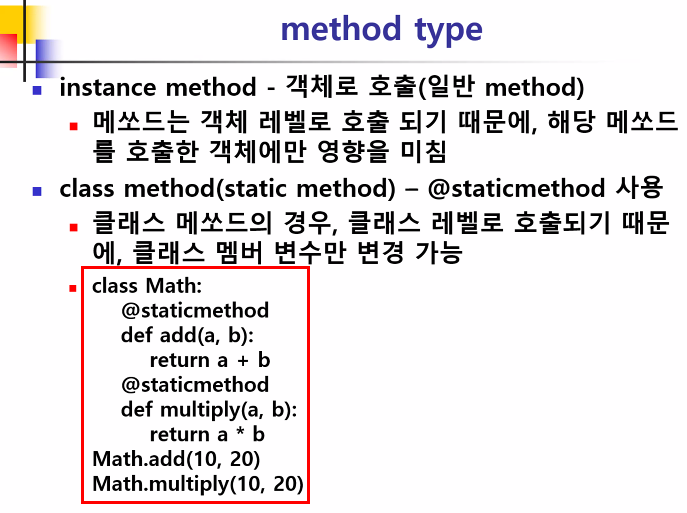 method type
instance method - 객체로 호출(일반 method)
메쏘드는 객체 레벨로 호출 되기 때문에, 해당 메쏘드
를 호출한 객체에만 영향을 미침
class method(static method) – @staticmethod 사용
클래스 메쏘드의 경우, 클래스 레벨로 호출되기 때문
에, 클래스 멤버 변수만 변경 가능
class Math:
@staticmethod
def add(a, b):
return a + b
@staticmethod
def multiply(a, b):
return a * b
Math.add(10, 20)
Math.multiply(10, 20)